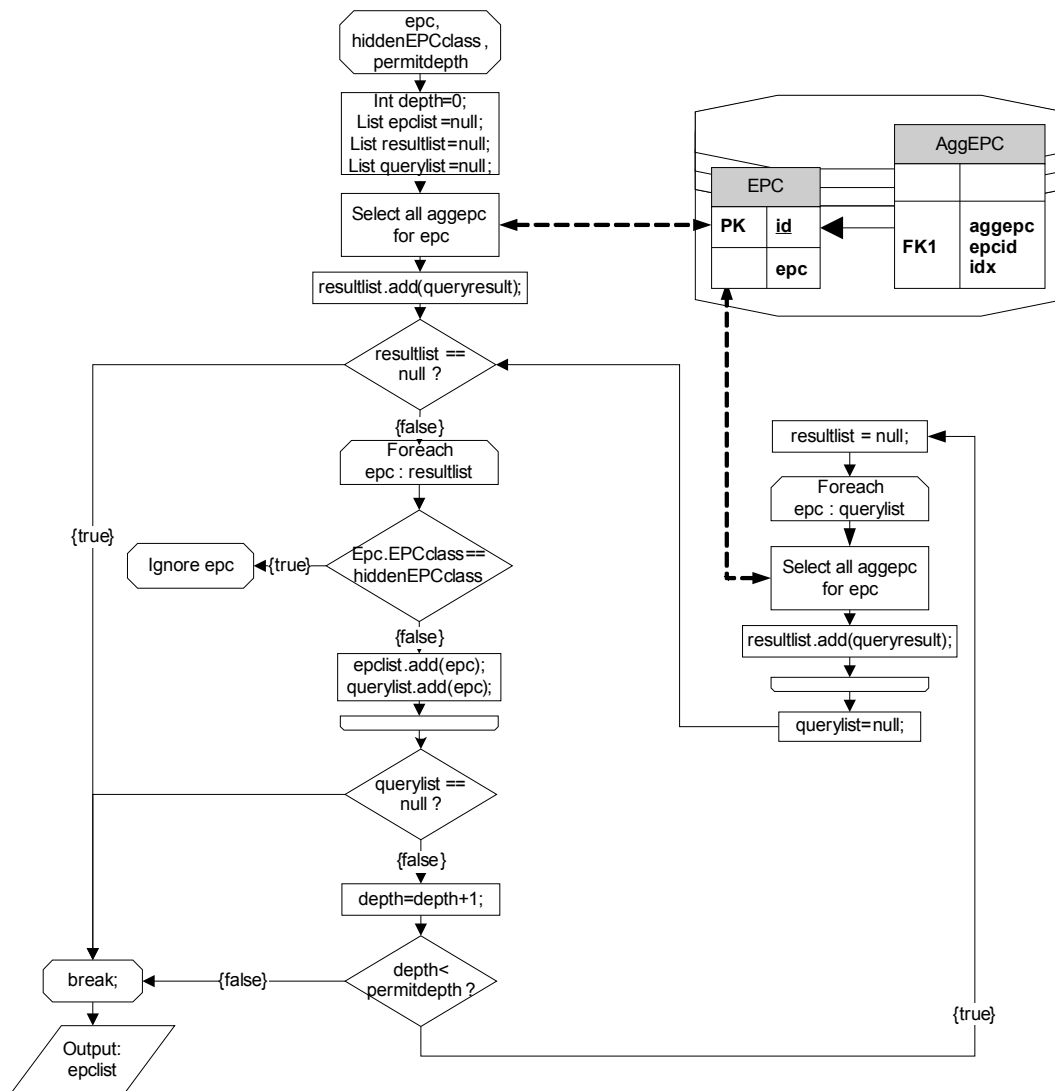 epc,
hiddenEPCclass,
permitdepth
Int depth=0;
List epclist=null;
List resultlist=null;
List querylist=null;
Select all aggepc
for epc
resultlist.add(queryresult);
resultlist ==
null ?
{false}
Foreach
epc : resultlist
{true}
Epc.EPCclass==
hiddenEPCclass
{true}
Ignore epc
{false}
epclist.add(epc);
querylist.add(epc);
querylist ==
null ?
{false}
depth=depth+1;
depth<
permitdepth ?
{false}
break;
Output:
epclist
{true}
AggEPC
EPC
PK id
epc
FK1
aggepc
epcid
idx
resultlist = null;
Foreach
epc : querylist
Select all aggepc
for epc
resultlist.add(queryresult);
querylist=null;